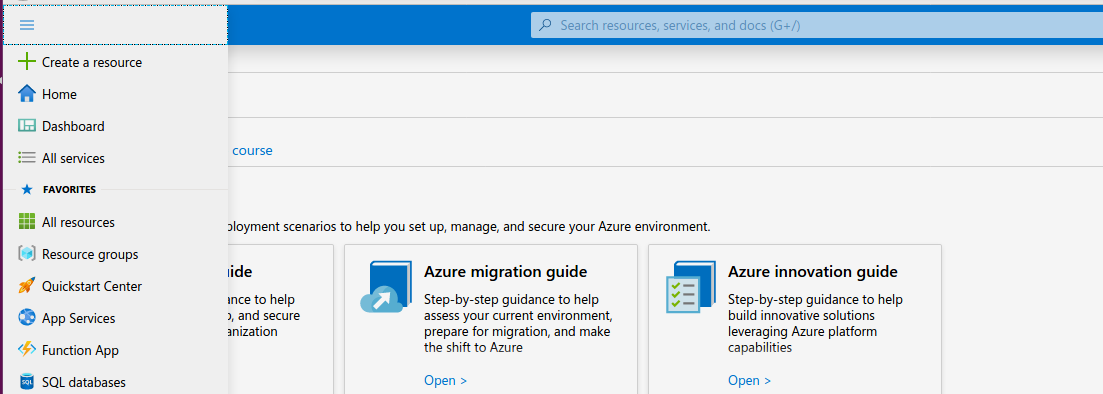 Search resources, services, and docs (G+/)
Create a resource
Home
Dashboard
All services
FAVORITES
All resources
Resource groups
Quickstart Center
App Services
Function App
SQL databases
course
ployment scenarios to help you set up, manage, and secure your Azure environment.
uide
ance to help
, and secure
anization
Azure migration guide
Step-by-step guidance to help
assess your current environment,
prepare for migration, and make
the shift to Azure
Open >
Azure innovation guide
Step-by-step guidance to help
build innovative solutions
leveraging Azure platform
capabilities
Open >